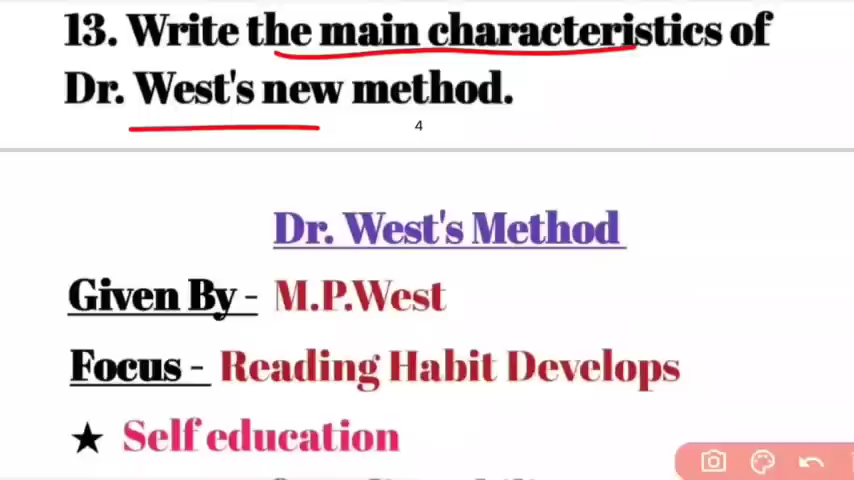 13. Write the main characteristics of
Dr. West's new method.
4
Dr. West's Method
Given By - M.P.West
Focus - Reading Habit Develops
★ Self education